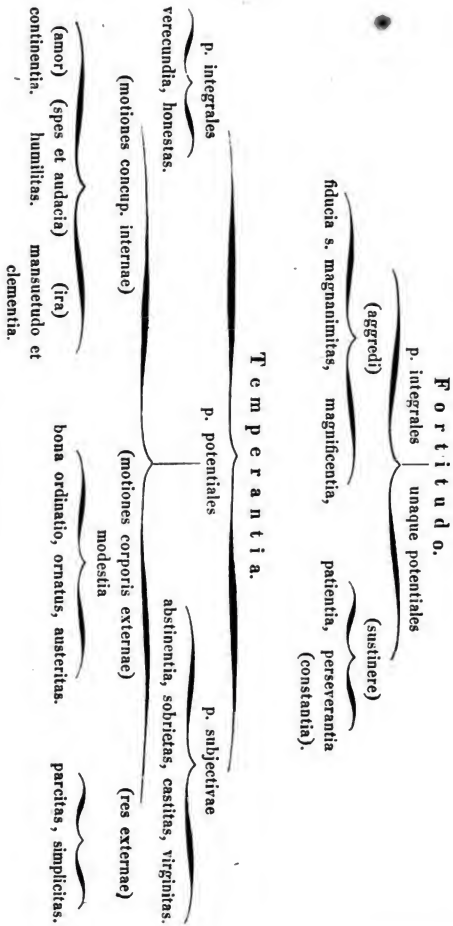 Fortitudo.
p. integrales unaque potentiales
(aggredi) (sustinere)
fiducia s. magnanimitas, magnificentia, patientia, perseverantia
(constantia).
Temperantia.
p. integrales p. potentiales p. subjectivae
verecundia, honestas. abstinentia, sobrietas, castitas, virginitas.
(motiones concup. internae) (motiones corporis externae) (res externae)
modestia
(amor) (spes et audacia) (ira) bona ordinatio, ornatus, austeritas. parcitas, simplicitas.
continentia. humilitas. mansuetudo et
clementia.